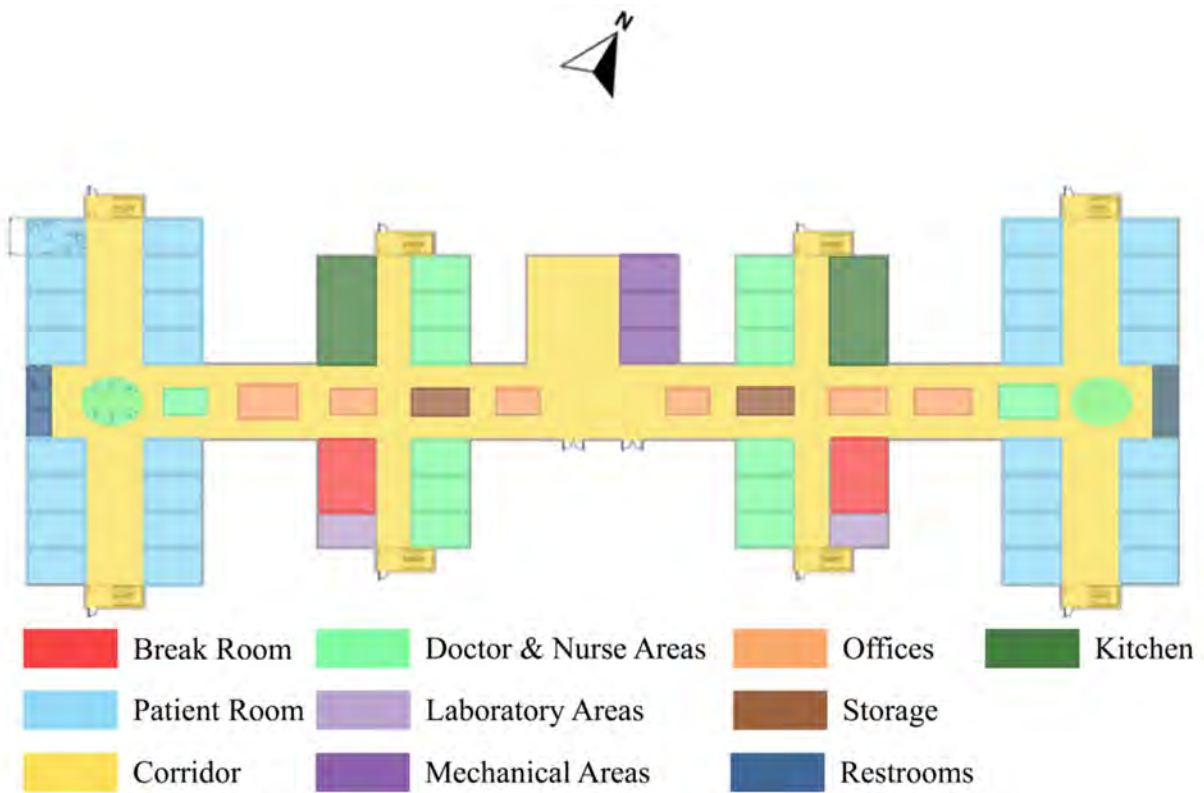 N
Break Room Doctor & Nurse Areas Offices Kitchen
Patient Room Laboratory Areas Storage
Corridor Mechanical Areas Restrooms